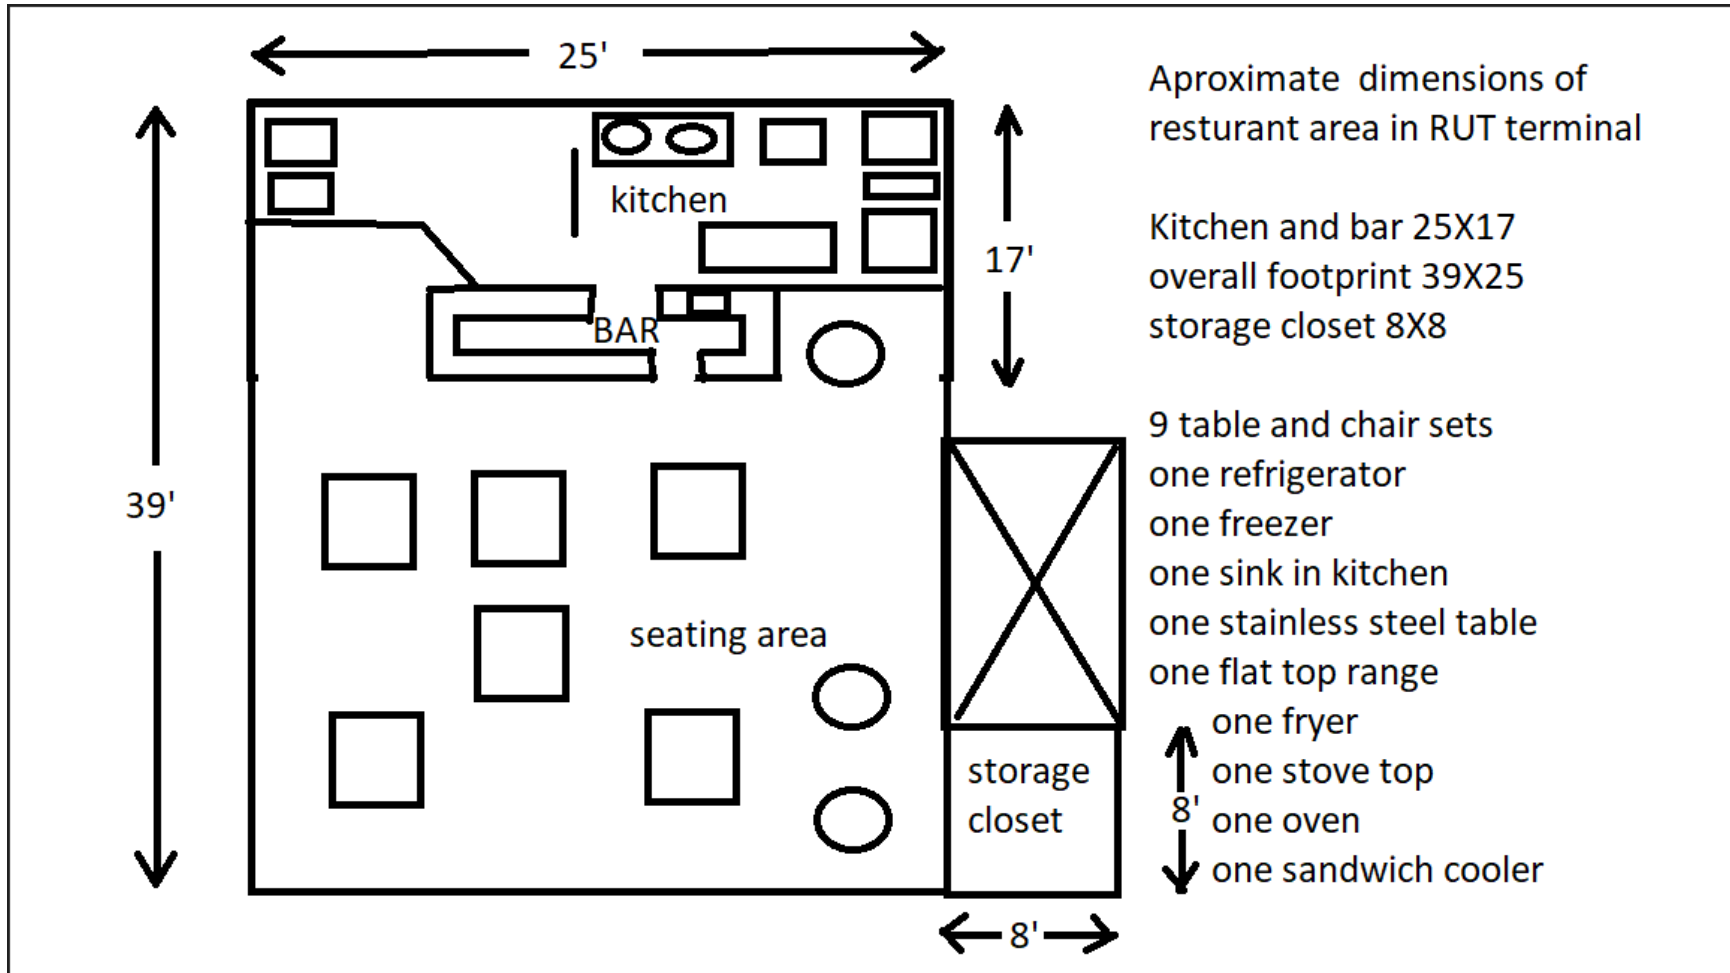 25'
Aproximate dimensions of
resturant area in RUT terminal
kitchen
Kitchen and bar 25X17
17'
overall footprint 39X25
BAR
storage closet 8X8
9 table and chair sets
one refrigerator
39'
one freezer
one sink in kitchen
seating area
one stainless steel table
one flat top range
one fryer
storage
closet
one stove top
8'
one oven
one sandwich cooler
8'